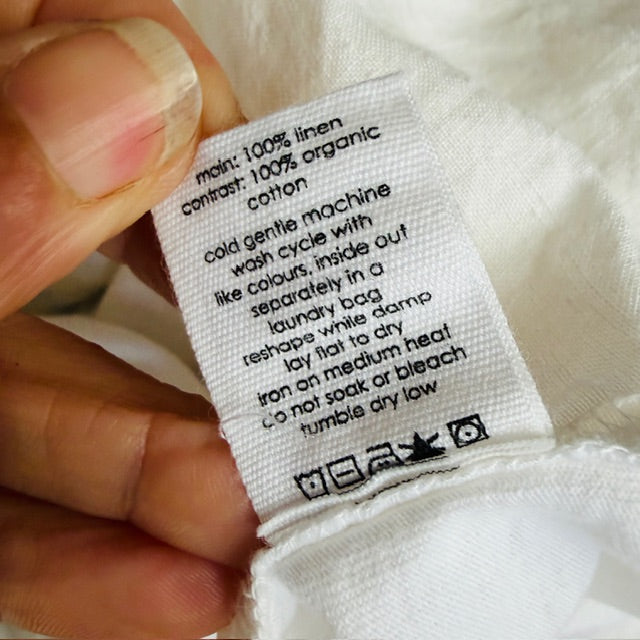 main: 100% linen
contrast: 100% organic
cotton
cold gentle machine
wash cycle with
like colours, inside out
separately in a
laundry bag
reshape while damp
lay flat to dry
iron on medium heat
do not soak or bleach
tumble dry low